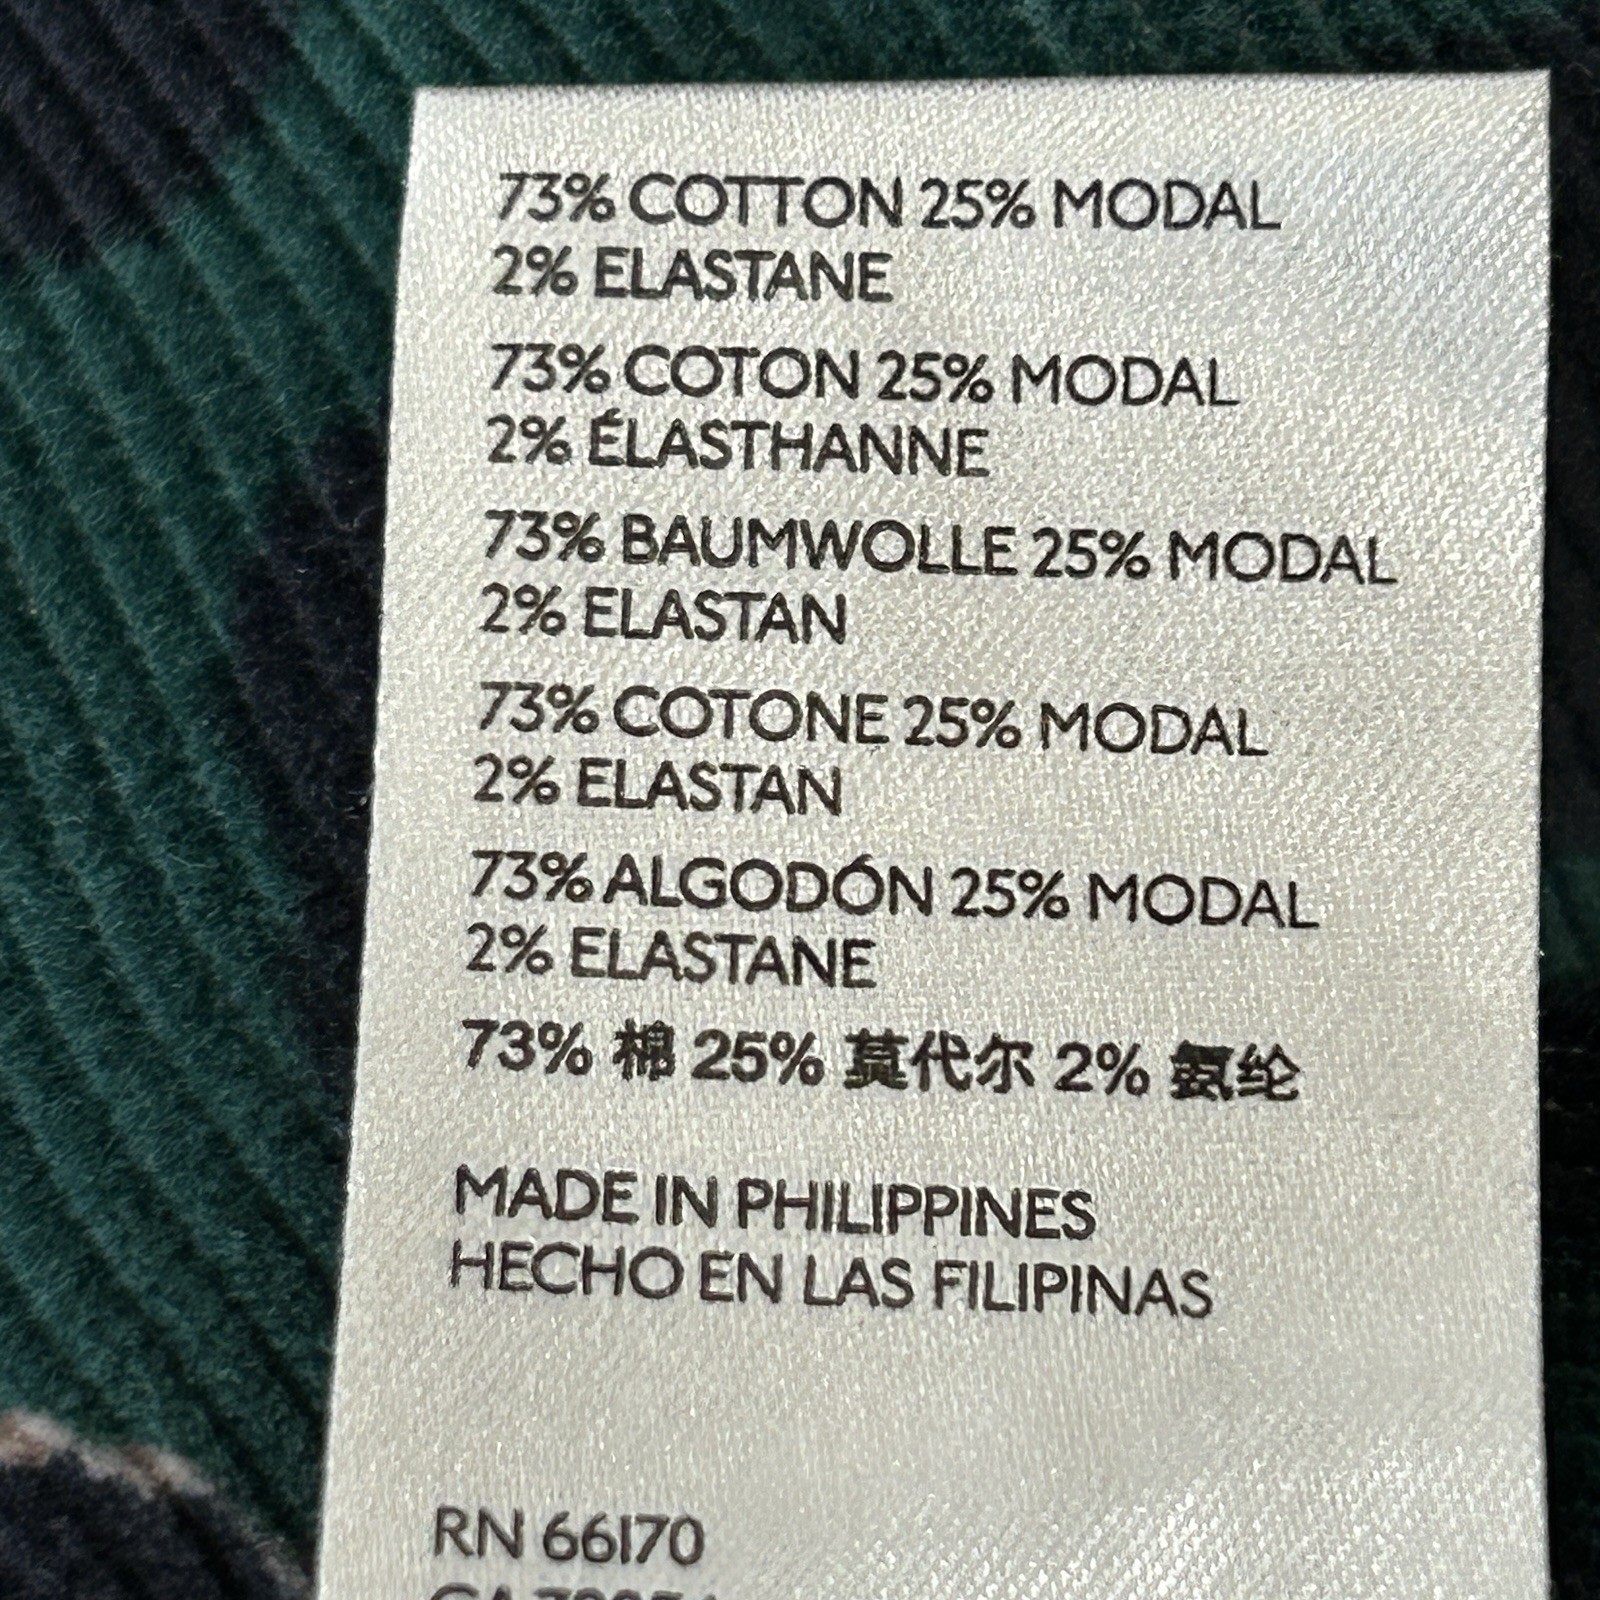 73% COTTON 25% MODAL
2% ELASTANE
73% COTON 25% MODAL
2% ÉLASTHANNE
73% BAUMWOLLE 25% MODAL
2% ELASTAN
73% COTONE 25% MODAL
2% ELASTAN
73% ALGODÓN 25% MODAL
2% ELASTANE
73% 棉 25% 莫代尔 2% 氨纶
MADE IN PHILIPPINES
HECHO EN LAS FILIPINAS
RN 66170